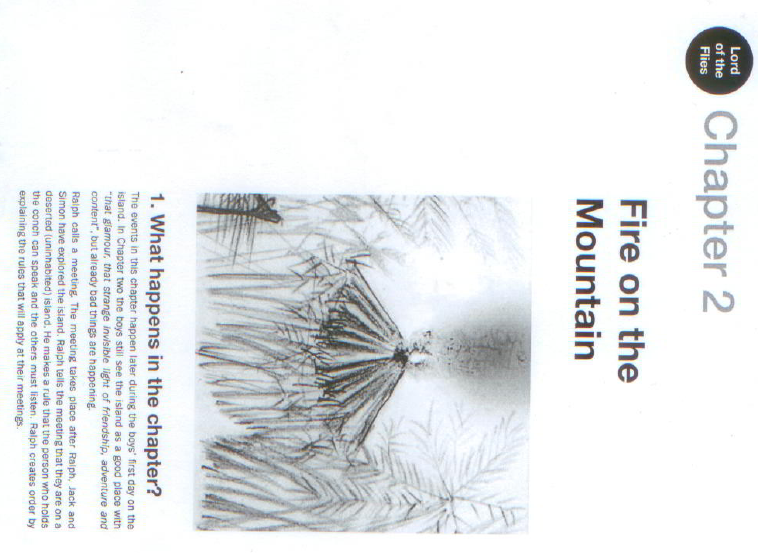 Lord
of the
Flies
Chapter 2
Fire on the
Mountain
1. What happens in the chapter?
The events in this chapter happen later during the boys' first day on the
island. In Chapter two the boys still see the island as a good place with
"that glamour, that strange invisible light of friendship, adventure and
content", but already bad things are happening.
Ralph calls a meeting. The meeting takes place after Ralph, Jack and
Simon have explored the island. Ralph tells the meeting that they are on a
deserted (uninhabited) island. He makes a rule that the person who holds
the conch can speak and the others must listen. Ralph creates order by
explaining the rules that will apply at their meetings.